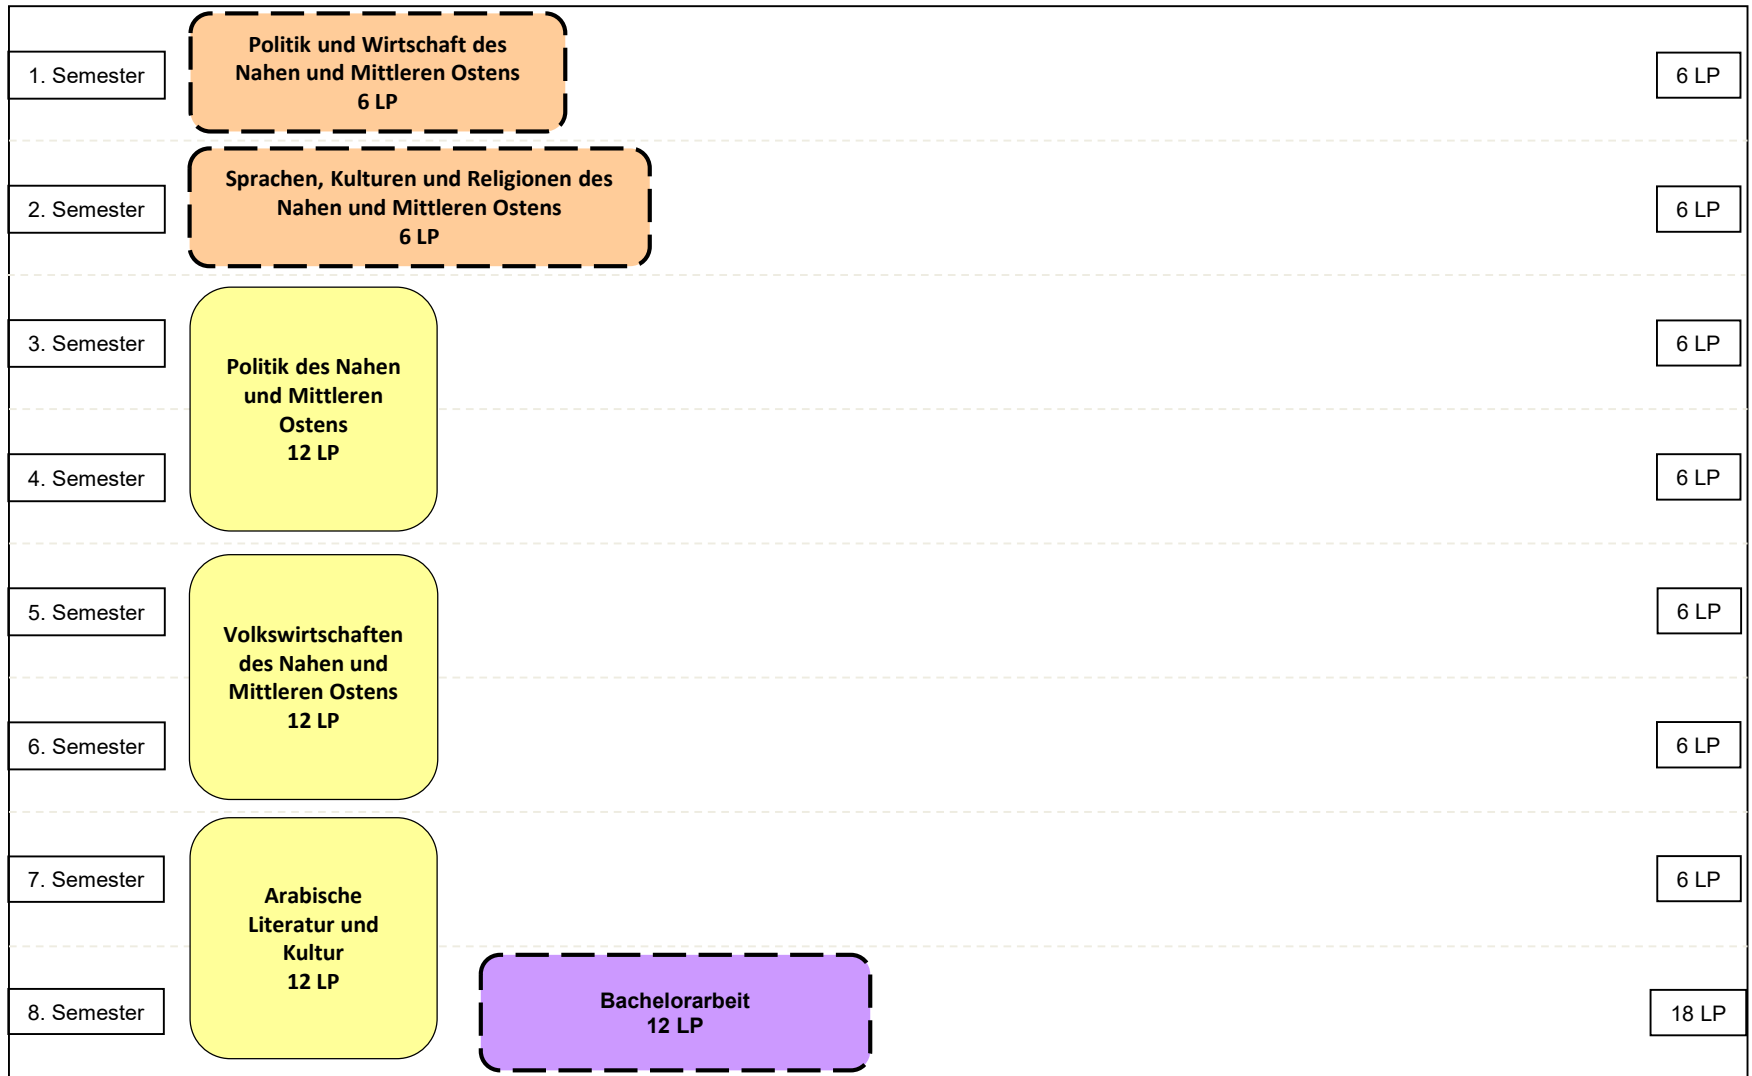 1. Semester
Politik und Wirtschaft des
Nahen und Mittleren Ostens
6 LP
6 LP
2. Semester
Sprachen, Kulturen und Religionen des
Nahen und Mittleren Ostens
6 LP
6 LP
3. Semester
6 LP
Politik des Nahen
und Mittleren
Ostens
12 LP
4. Semester
6 LP
5. Semester
6 LP
Volkswirtschaften
des Nahen und
Mittleren Ostens
12 LP
6. Semester
6 LP
7. Semester
6 LP
Arabische
Literatur und
Kultur
12 LP
8. Semester
Bachelorarbeit
12 LP
18 LP